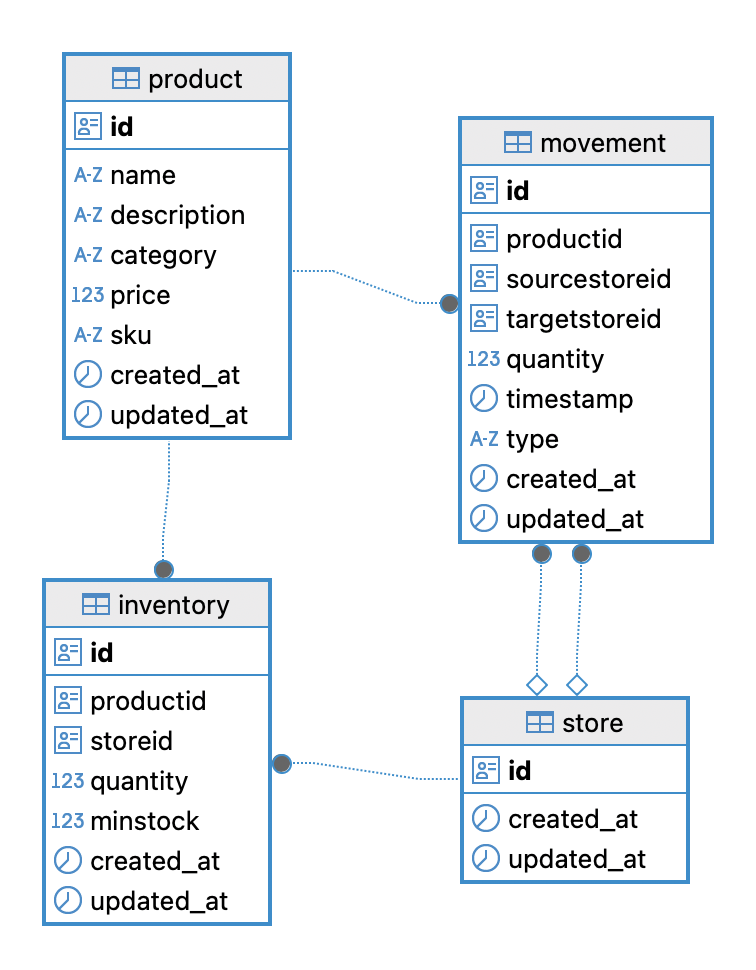 product
id
A-Z name
A-Z description
A-Z category
123 price
A-Z sku
created_at
updated_at
movement
id
productid
sourcestoreid
targetstoreid
123 quantity
timestamp
A-Z type
created_at
updated_at
inventory
id
productid
storeid
123 quantity
123 minstock
created_at
updated_at
store
id
created_at
updated_at